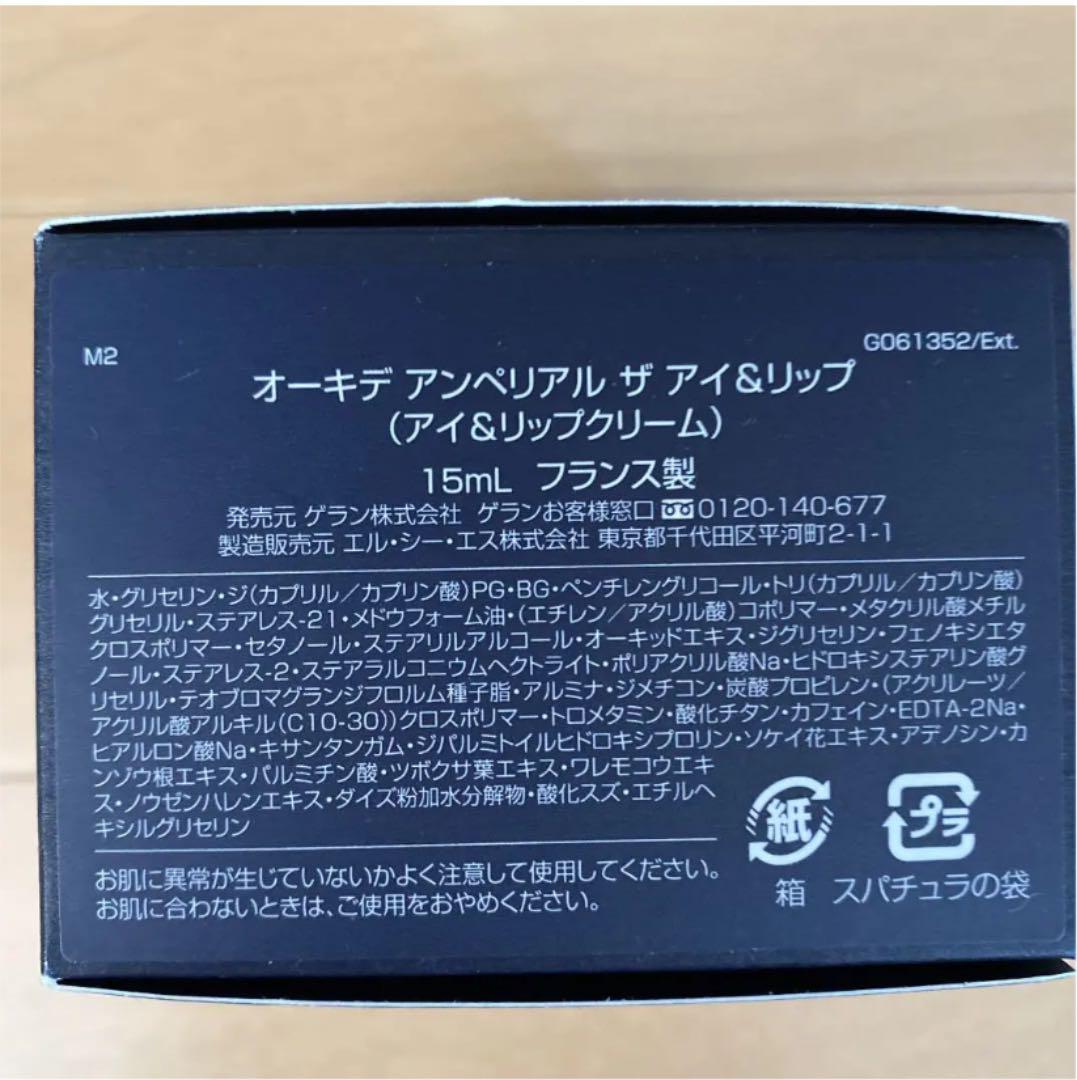 M2
G061352/Ext.
オーキデ アンペリアル ザ アイ&リップ
(アイ&リップクリーム)
15mL フランス製
発売元 ゲラン株式会社 ゲランお客様窓口 0120-140-677
製造販売元 エル・シー・エス株式会社 東京都千代田区平河町2-1-1
水・グリセリン・ジ(カプリル/カプリン酸)PG・BG・ペンチレングリコール・トリ(カプリル/カプリン酸)
グリセリル・ステアレス-21・メドウフォーム油・(エチレン/アクリル酸)コポリマー・メタクリル酸メチル
クロスポリマー・セタノール・ステアリルアルコール・オーキッドエキス・ジグリセリン・フェノキシエタ
ノール・ステアレス-2・ステアラルコニウムヘクトライト・ポリアクリル酸Na・ヒドロキシステアリン酸グ
リセリル・テオブロマグランジフロルム種子脂・アルミナ・ジメチコン・炭酸プロピレン・(アクリレーツ/
アクリル酸アルキル(C10-30))クロスポリマー・トロメタミン・酸化チタン・カフェイン・EDTA-2Na・
ヒアルロン酸Na・キサンタンガム・ジパルミトイルヒドロキシプロリン・ソケイ花エキス・アデノシン・カ
ンゾウ根エキス・パルミチン酸・ツボクサ葉エキス・ワレモコウエキ
ス・ノウゼンハレンエキス・ダイズ粉加水分解物・酸化スズ・エチルヘ
キシルグリセリン
お肌に異常が生じていないかよく注意して使用してください。
お肌に合わないときは、ご使用をおやめください。
紙
プラ
箱
スパチュラの袋